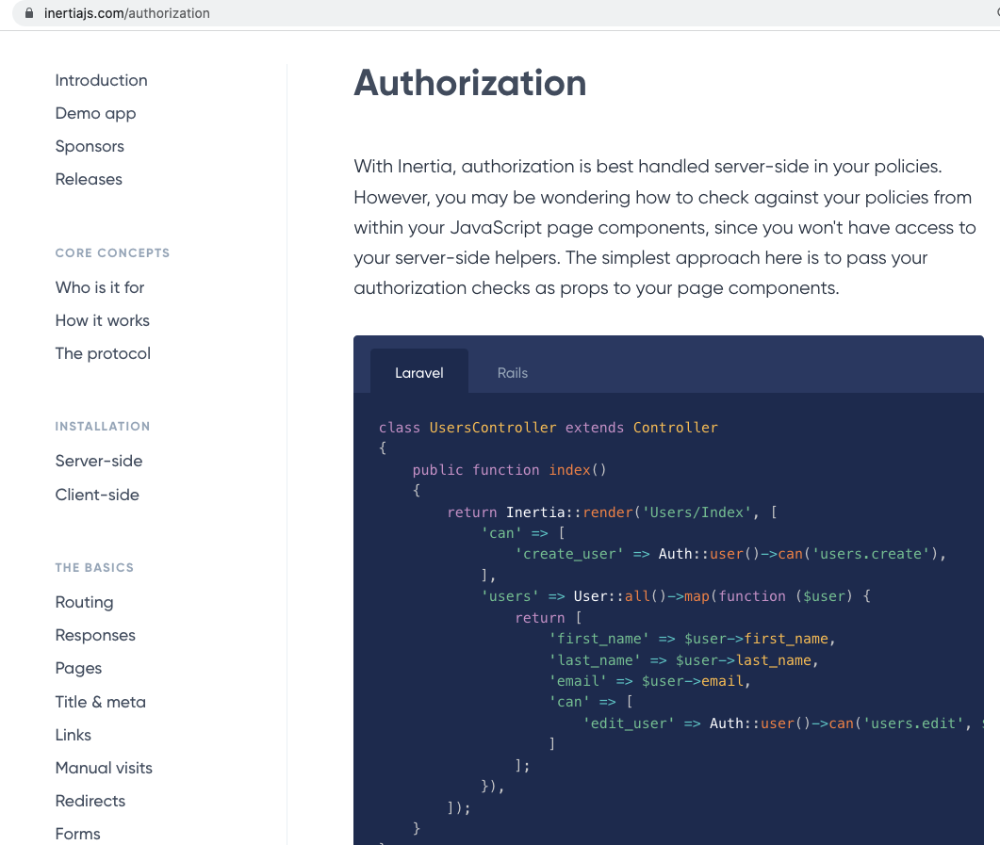 inertiajs.com/authorization
Introduction
Demo app
Sponsors
Releases
CORE CONCEPTS
Who is it for
How it works
The protocol
INSTALLATION
Server-side
Client-side
THE BASICS
Routing
Responses
Pages
Title & meta
Links
Manual visits
Redirects
Forms
Authorization
With Inertia, authorization is best handled server-side in your policies.
However, you may be wondering how to check against your policies from
within your JavaScript page components, since you won't have access to
your server-side helpers. The simplest approach here is to pass your
authorization checks as props to your page components.
Laravel Rails
class UsersController extends Controller
{
    public function index()
    {
        return Inertia::render('Users/Index', [
            'can' => [
                'create_user' => Auth::user()->can('users.create'),
            ],
            'users' => User::all()->map(function ($user) {
                return [
                    'first_name' => $user->first_name,
                    'last_name' => $user->last_name,
                    'email' => $user->email,
                    'can' => [
                        'edit_user' => Auth::user()->can('users.edit',
                    ]
                ];
            }),
        ]);
    }